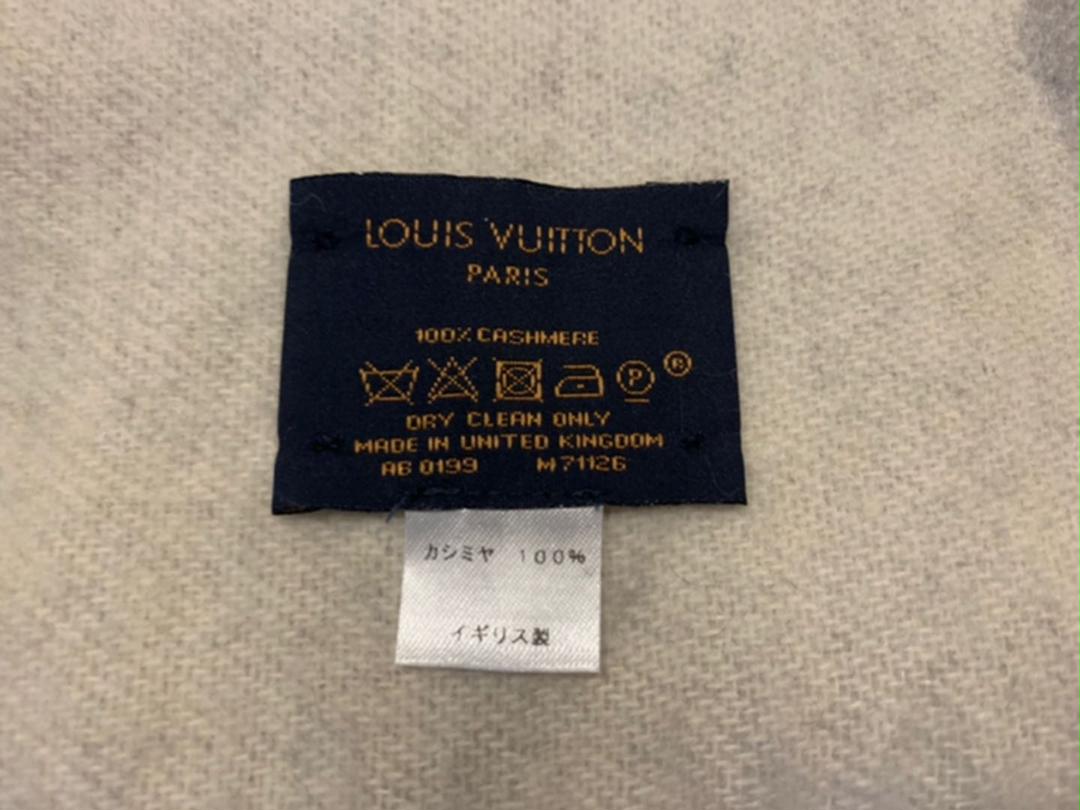 LOUIS VUITTON
PARIS
100% CASHMERE
P ®
DRY CLEAN ONLY
MADE IN UNITED KINGDOM
AB 0199 M71126
カシミヤ 100%
イギリス製